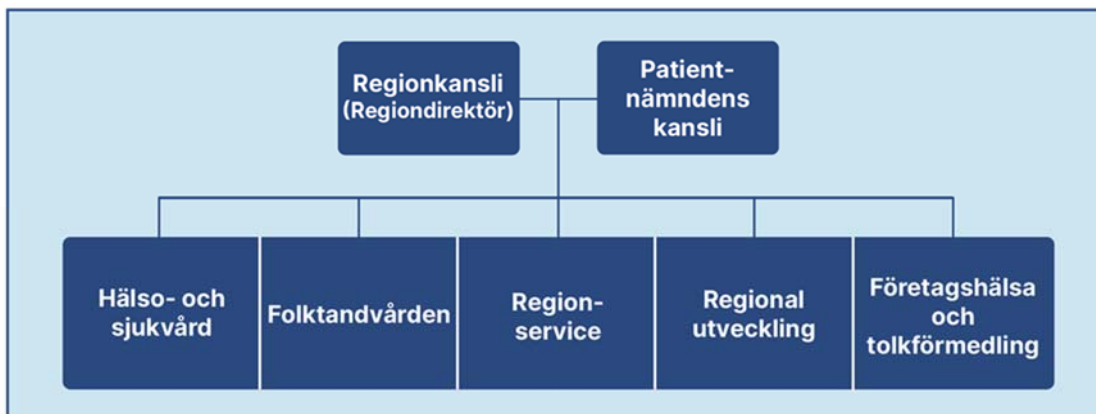 Regionkansli
(Regiondirektör)
Patient-
nämndens
kansli
Hälso- och
sjukvård
Folktandvården
Region-
service
Regional
utveckling
Företagshälsa
och
tolkförmedling